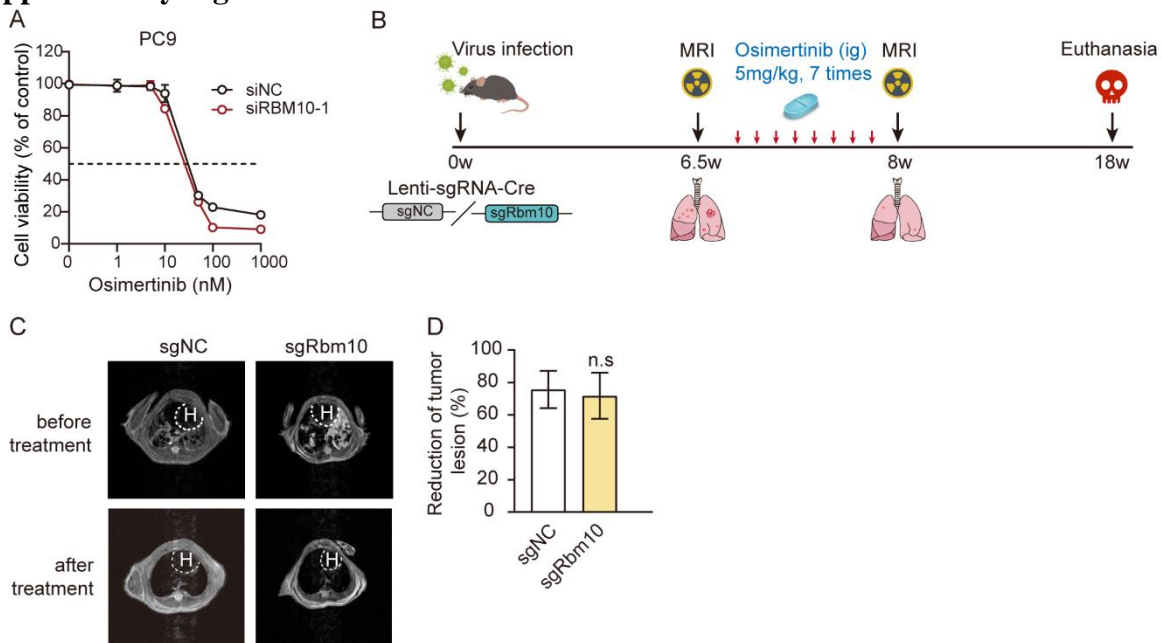 A
PC9
Cell viability (% of control)
120
100
80
60
40
20
0
0
1
10
100
1000
Osimertinib (nM)
siNC
siRBM10-1
B
Virus infection
MRI
Osimertinib (ig)
5mg/kg, 7 times
MRI
Euthanasia
0w
6.5w
8w
18w
Lenti-sgRNA-Cre
sgNC
sgRbm10
C
sgNC
sgRbm10
before
treatment
H
H
after
treatment
H
H
D
Reduction of tumor
lesion (%)
100
80
60
40
20
0
n.s
sgNC
sgRbm10